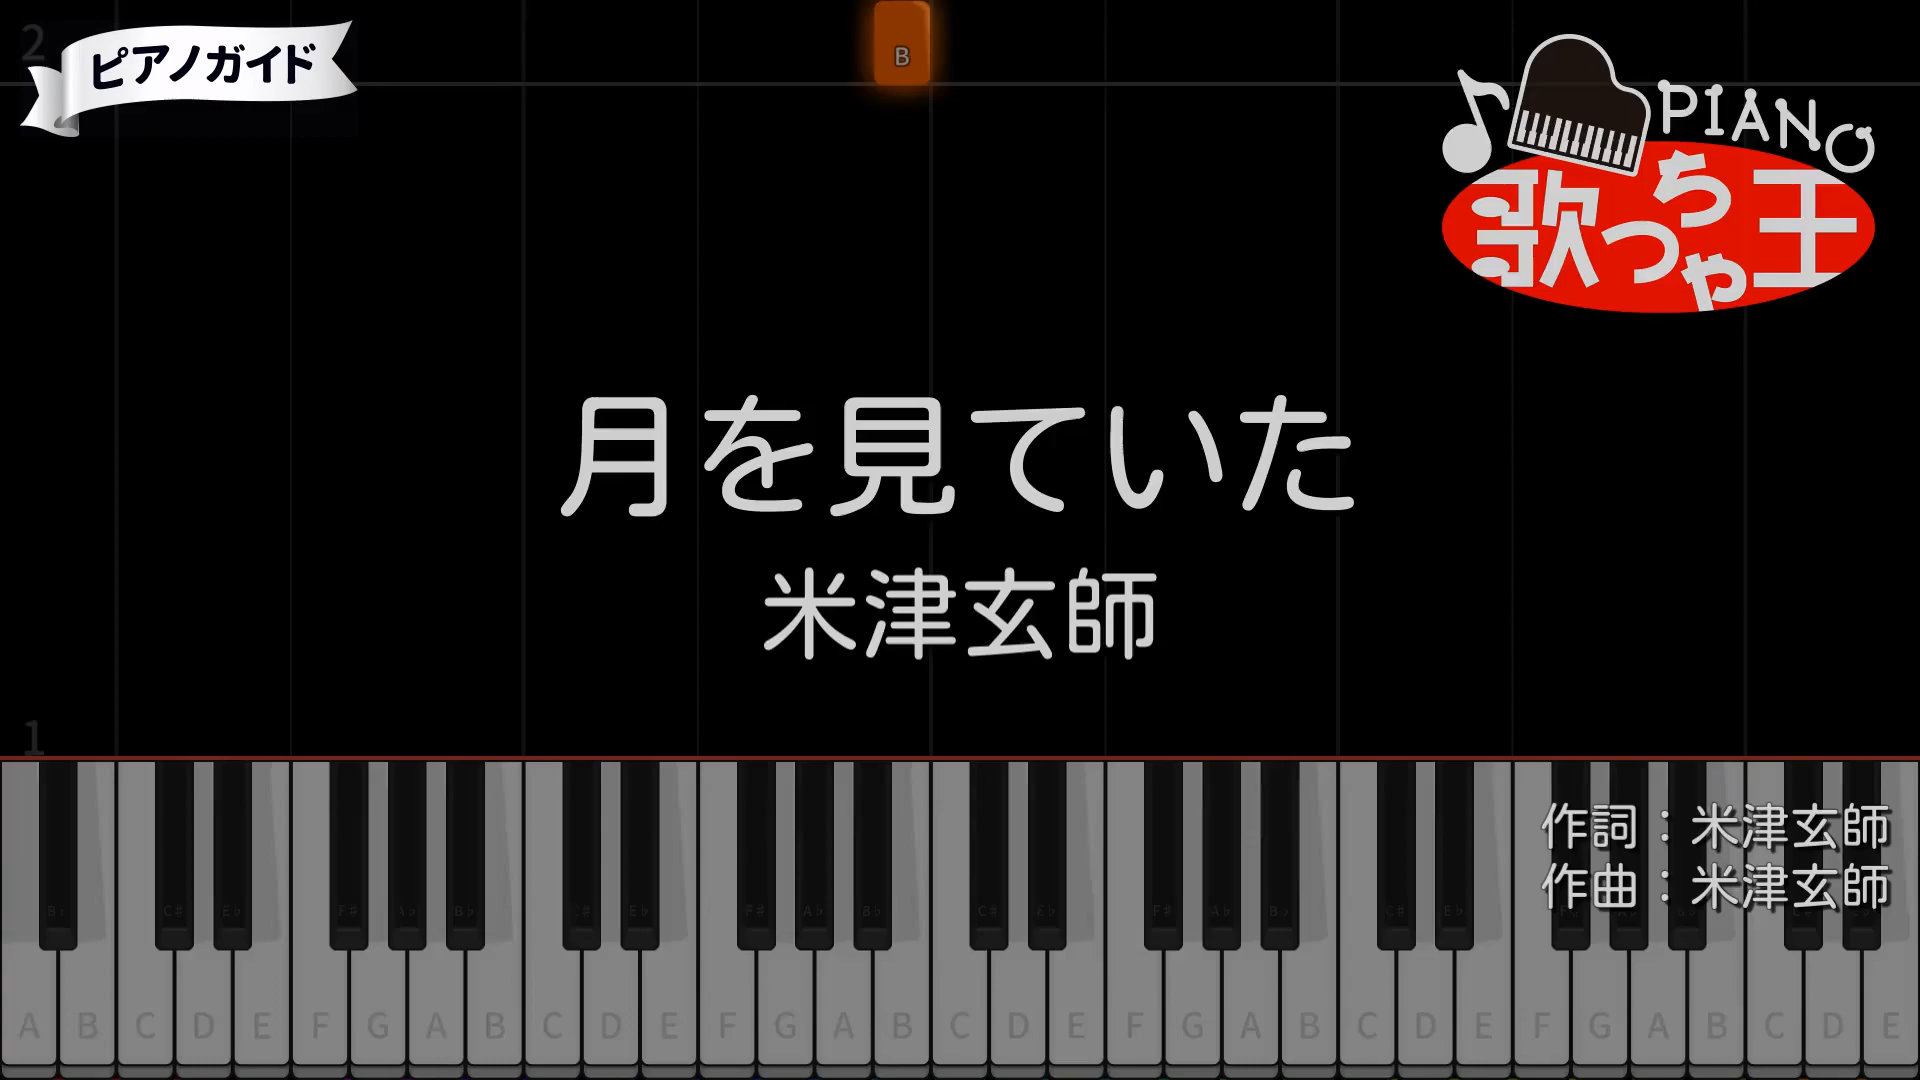 2
ピアノガイド
B
PIANO
歌っちゃ王
月を見ていた
米津玄師
1
作詞：米津玄師
作曲：米津玄師
B♭ C# E♭ F# A♭ B♭ C# E♭ F# A♭ B♭ C# E♭ F# A♭ B♭ C# E♭
A B C D E F G A B C D E F G A B C D E F G A B C D E F G A B C D E